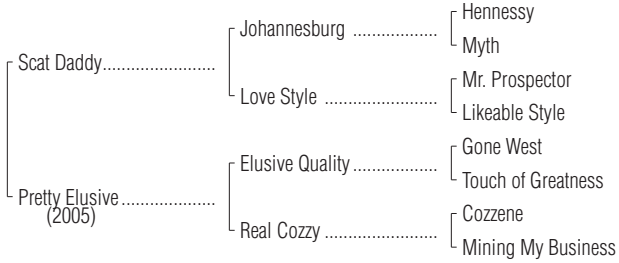 Hennessy
Johannesburg ..................
Myth
Scat Daddy........................
Mr. Prospector
Love Style ........................
Likeable Style
Gone West
Elusive Quality..................
Touch of Greatness
Pretty Elusive....................
(2005)
Cozzene
Real Cozzy ........................
Mining My Business